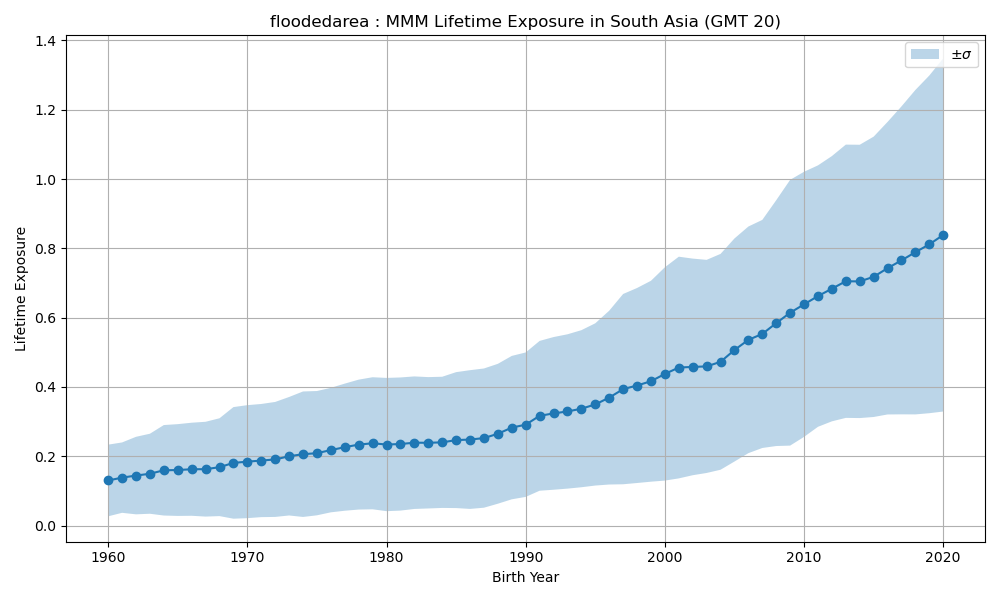 floodedarea : MMM Lifetime Exposure in South Asia (GMT 20)
±σ
Lifetime Exposure
1.4
1.2
1.0
0.8
0.6
0.4
0.2
0.0
1960 1970 1980 1990 2000 2010 2020
Birth Year